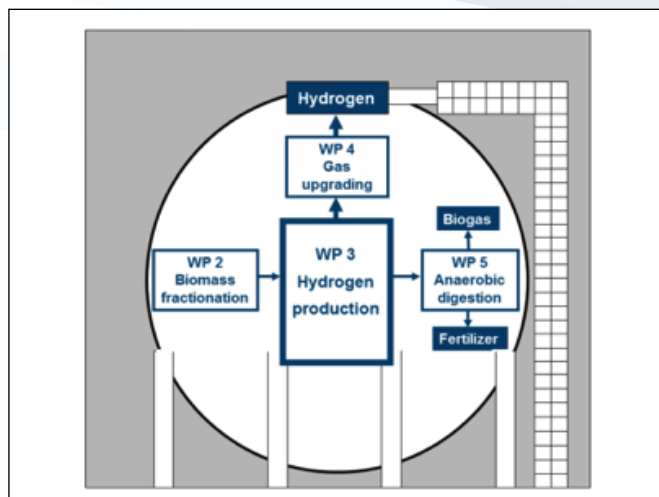 Hydrogen
WP 4
Gas
upgrading
Biogas
WP 2
Biomass
fractionation
WP 3
Hydrogen
production
WP 5
Anaerobic
digestion
Fertilizer